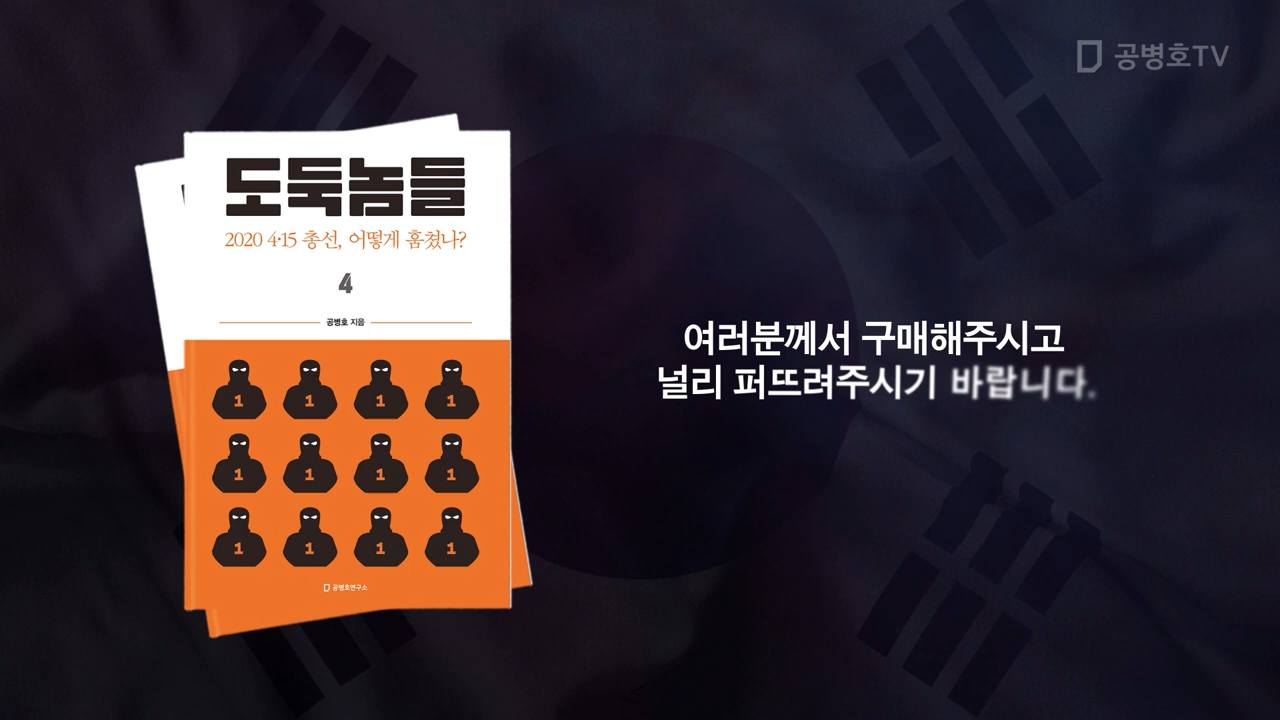 공병호TV
도둑놈들
2020 4·15 총선, 어떻게 훔쳤나?
4
공병호 지음
1 1 1 1
1 1 1 1
1 1 1 1
공병호연구소
여러분께서 구매해주시고
널리 퍼뜨려주시기 바랍니다.